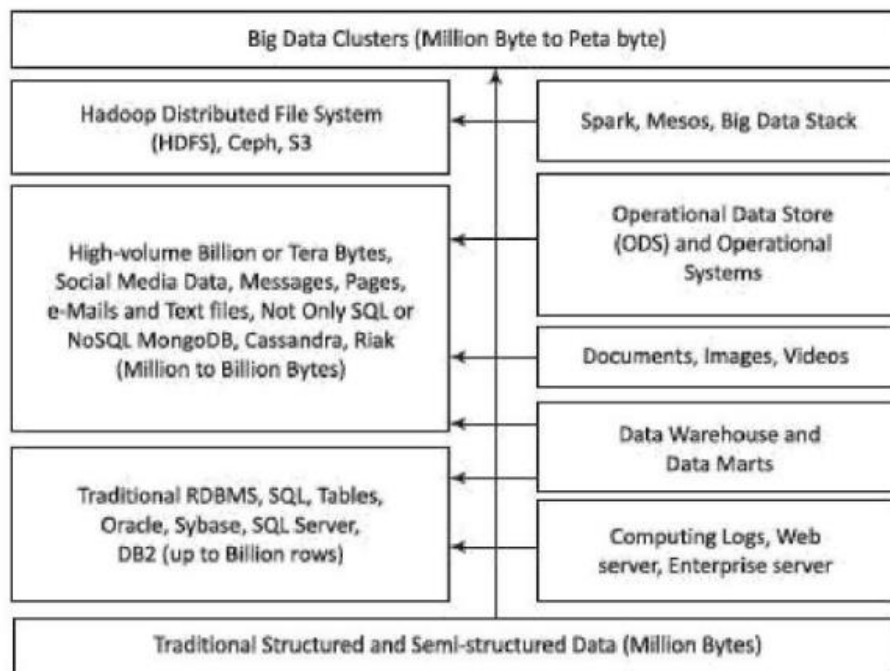 Big Data Clusters (Million Byte to Peta byte)
Hadoop Distributed File System
(HDFS), Ceph, S3
Spark, Mesos, Big Data Stack
High-volume Billion or Tera Bytes,
Social Media Data, Messages, Pages,
e-Mails and Text files, Not Only SQL or
NoSQL MongoDB, Cassandra, Riak
(Million to Billion Bytes)
Operational Data Store
(ODS) and Operational
Systems
Documents, Images, Videos
Data Warehouse and
Data Marts
Traditional RDBMS, SQL, Tables,
Oracle, Sybase, SQL Server,
DB2 (up to Billion rows)
Computing Logs, Web
server, Enterprise server
Traditional Structured and Semi-structured Data (Million Bytes)